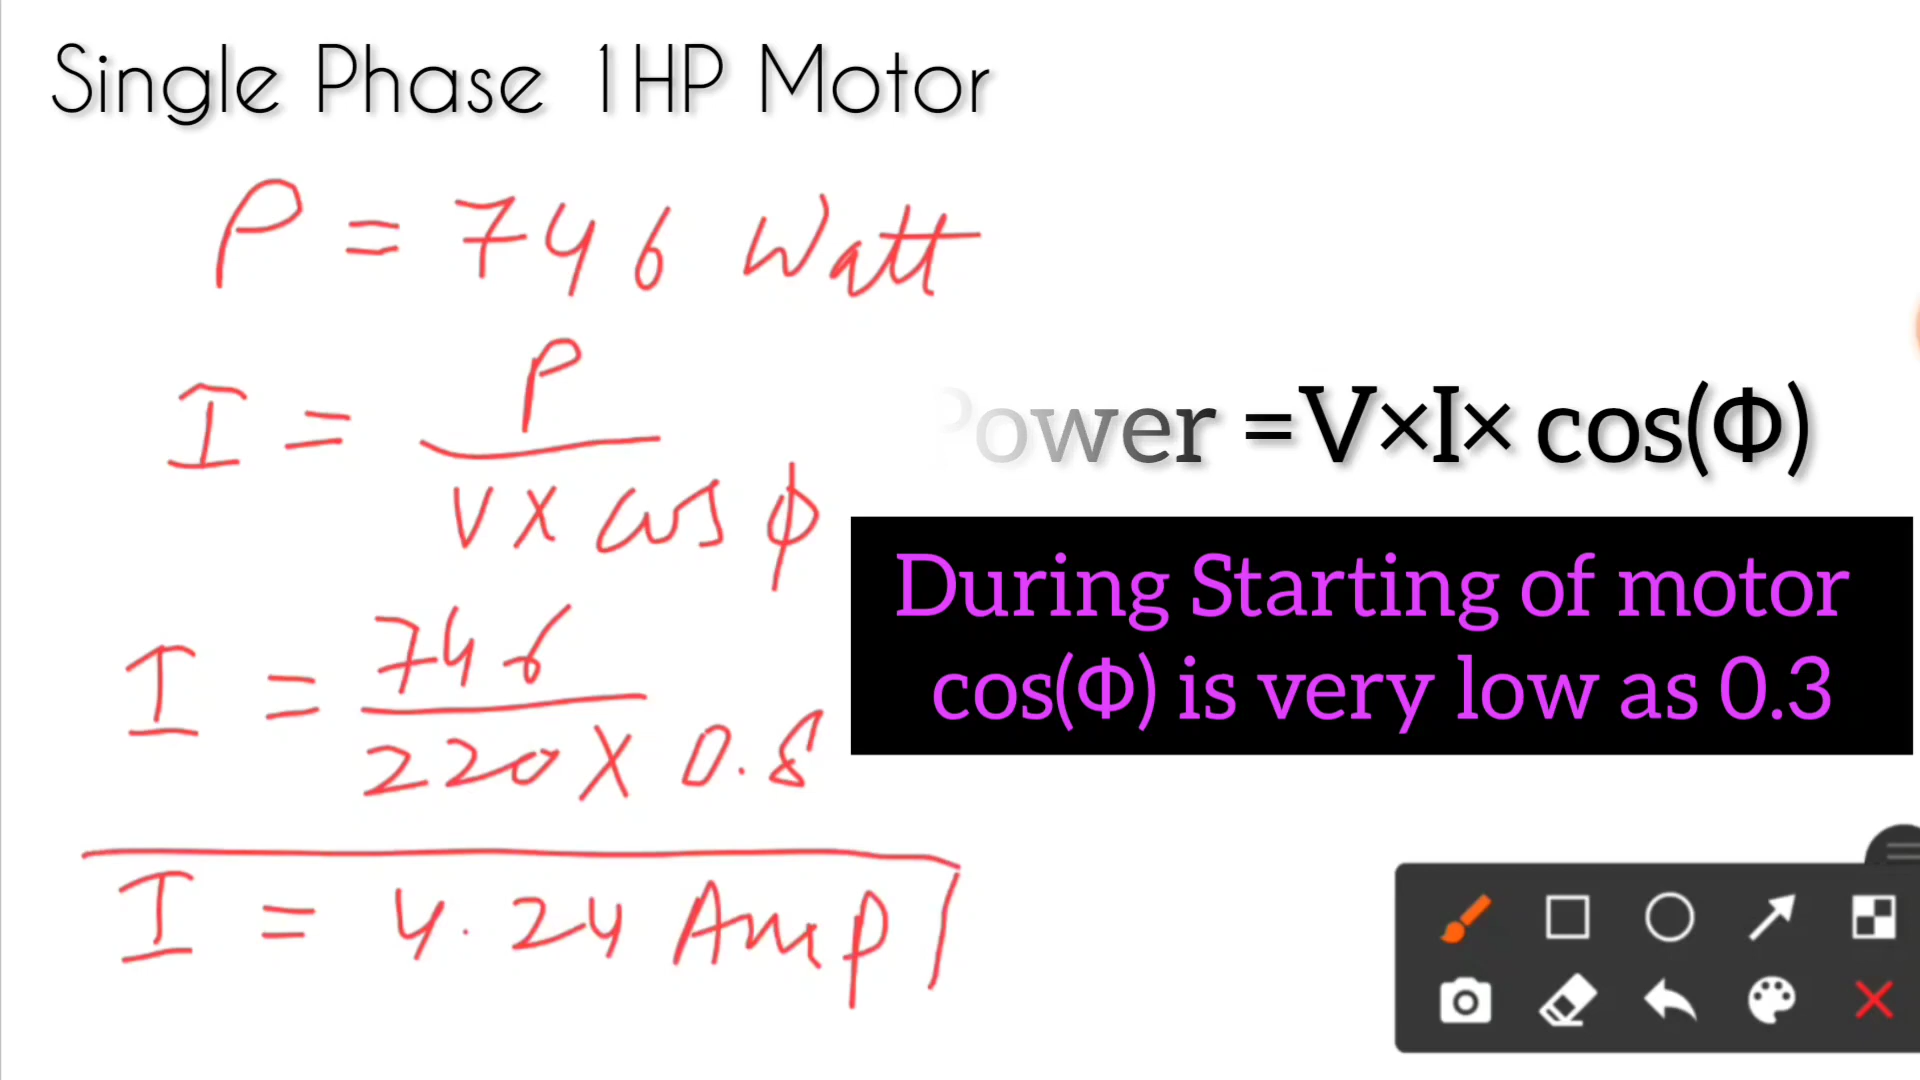 Single Phase 1HP Motor
P = 746 Watt
I = P / V × cos φ
Power =V×I× cos(Φ)
During Starting of motor
cos(Φ) is very low as 0.3
I = 746 / 220 × 0.8
I = 4.24 Amp